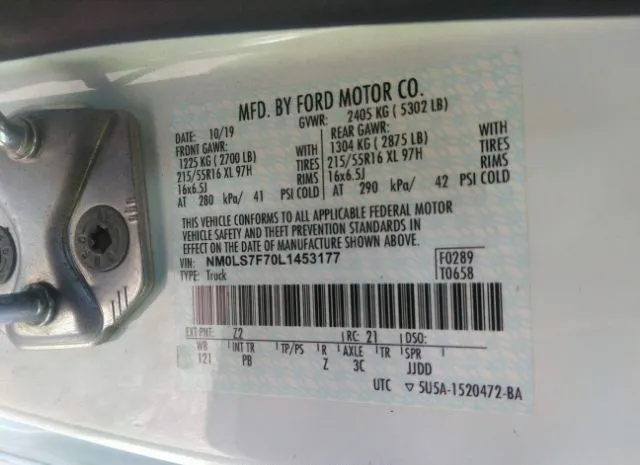 MFD. BY FORD MOTOR CO.
DATE: 10/19 GVWR: 2405 KG ( 5302 LB)
FRONT GAWR: REAR GAWR:
1225 KG ( 2700 LB) WITH 1304 KG ( 2875 LB) WITH
215/55R16 XL 97H TIRES 215/55R16 XL 97H TIRES
16x6.5J RIMS 16x6.5J RIMS
AT 280 kPa/ 41 PSI COLD AT 290 kPa/ 42 PSI COLD
THIS VEHICLE CONFORMS TO ALL APPLICABLE FEDERAL MOTOR
VEHICLE SAFETY AND THEFT PREVENTION STANDARDS IN
EFFECT ON THE DATE OF MANUFACTURE SHOWN ABOVE.
VIN: NM0LS7F70L1453177 F0289
TYPE: Truck T0658
EXT PNT: Z2 RC: 21 DSO:
WB INT TR TP/PS R AXLE TR SPR
121 PB Z 3C JJDD
UTC ▽ 5U5A-1520472-BA